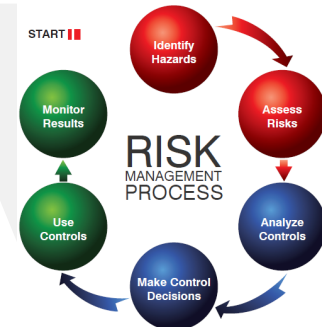 START
Identify
Hazards
Assess
Risks
Analyze
Controls
Make Control
Decisions
Use
Controls
Monitor
Results
RISK
MANAGEMENT
PROCESS